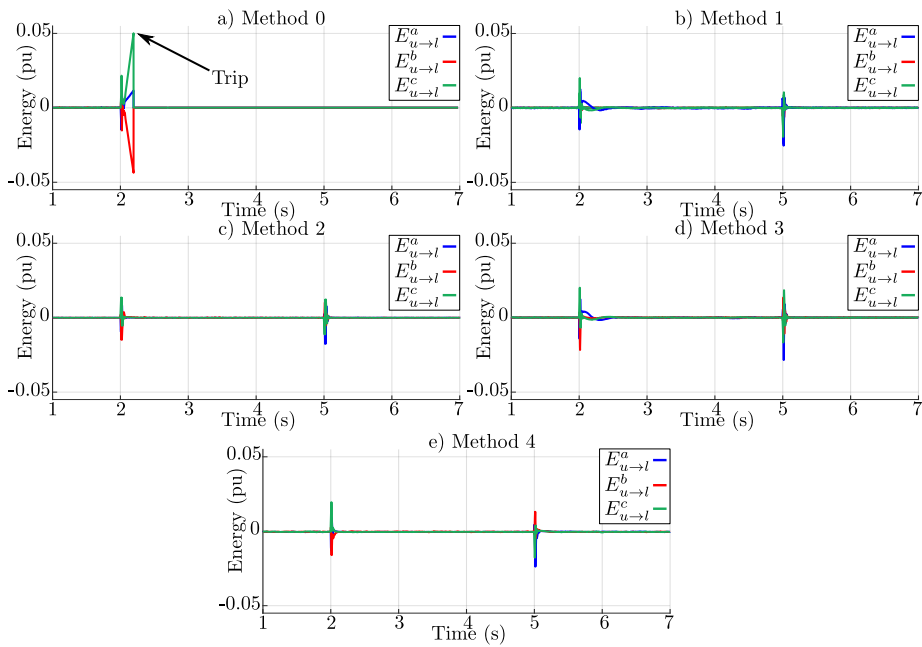 a) Method 0
0.05
0
-0.05
Energy (pu)
1 2 3 4 5 6 7
Time (s)
Trip
E^a_{u→l}
E^b_{u→l}
E^c_{u→l}
b) Method 1
0.05
0
-0.05
Energy (pu)
1 2 3 4 5 6 7
Time (s)
E^a_{u→l}
E^b_{u→l}
E^c_{u→l}
c) Method 2
0.05
0
-0.05
Energy (pu)
1 2 3 4 5 6 7
Time (s)
E^a_{u→l}
E^b_{u→l}
E^c_{u→l}
d) Method 3
0.05
0
-0.05
Energy (pu)
1 2 3 4 5 6 7
Time (s)
E^a_{u→l}
E^b_{u→l}
E^c_{u→l}
e) Method 4
0.05
0
-0.05
Energy (pu)
1 2 3 4 5 6 7
Time (s)
E^a_{u→l}
E^b_{u→l}
E^c_{u→l}